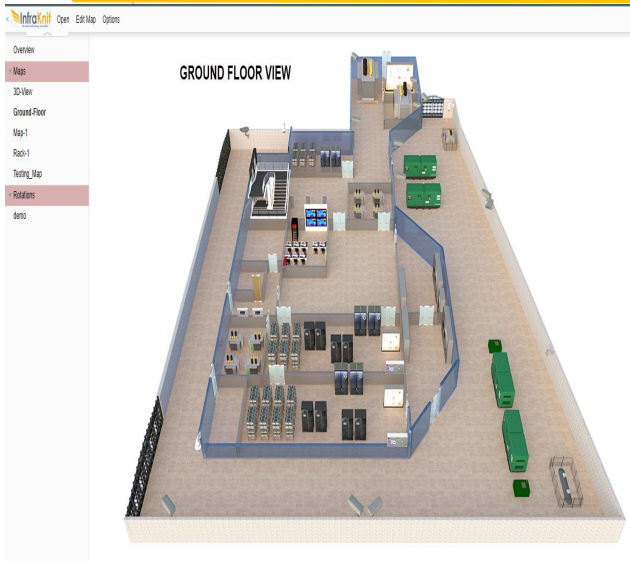 InfraKnit Open Edit Map Options
Overview
Maps
3D-View
Ground-Floor
Map-1
Rack-1
Testing_Map
Rotations
demo
GROUND FLOOR VIEW